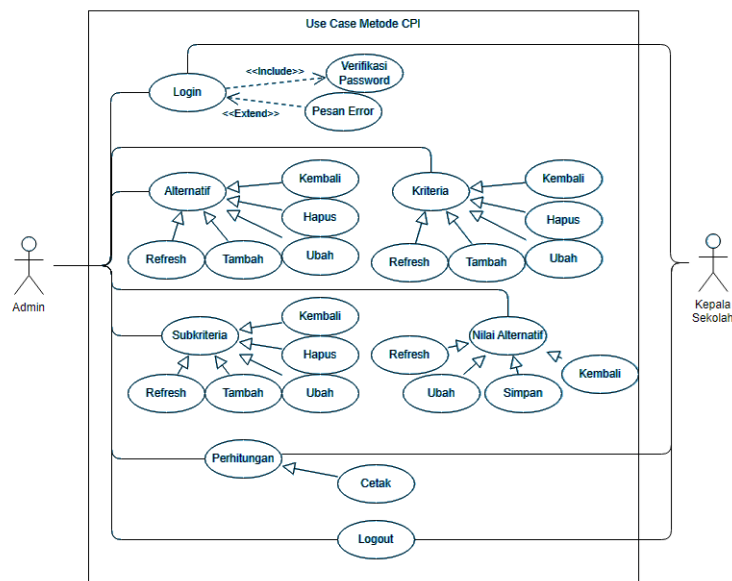 Use Case Metode CPI
<<Include>>
Verifikasi
Password
Login
<<Extend>>
Pesan Error
Kembali
Alternatif
Hapus
Refresh
Tambah
Ubah
Kembali
Kriteria
Hapus
Refresh
Tambah
Ubah
Admin
Kepala
Sekolah
Kembali
Subkriteria
Hapus
Refresh
Tambah
Ubah
Nilai Alternatif
Refresh
Kembali
Ubah
Simpan
Perhitungan
Cetak
Logout